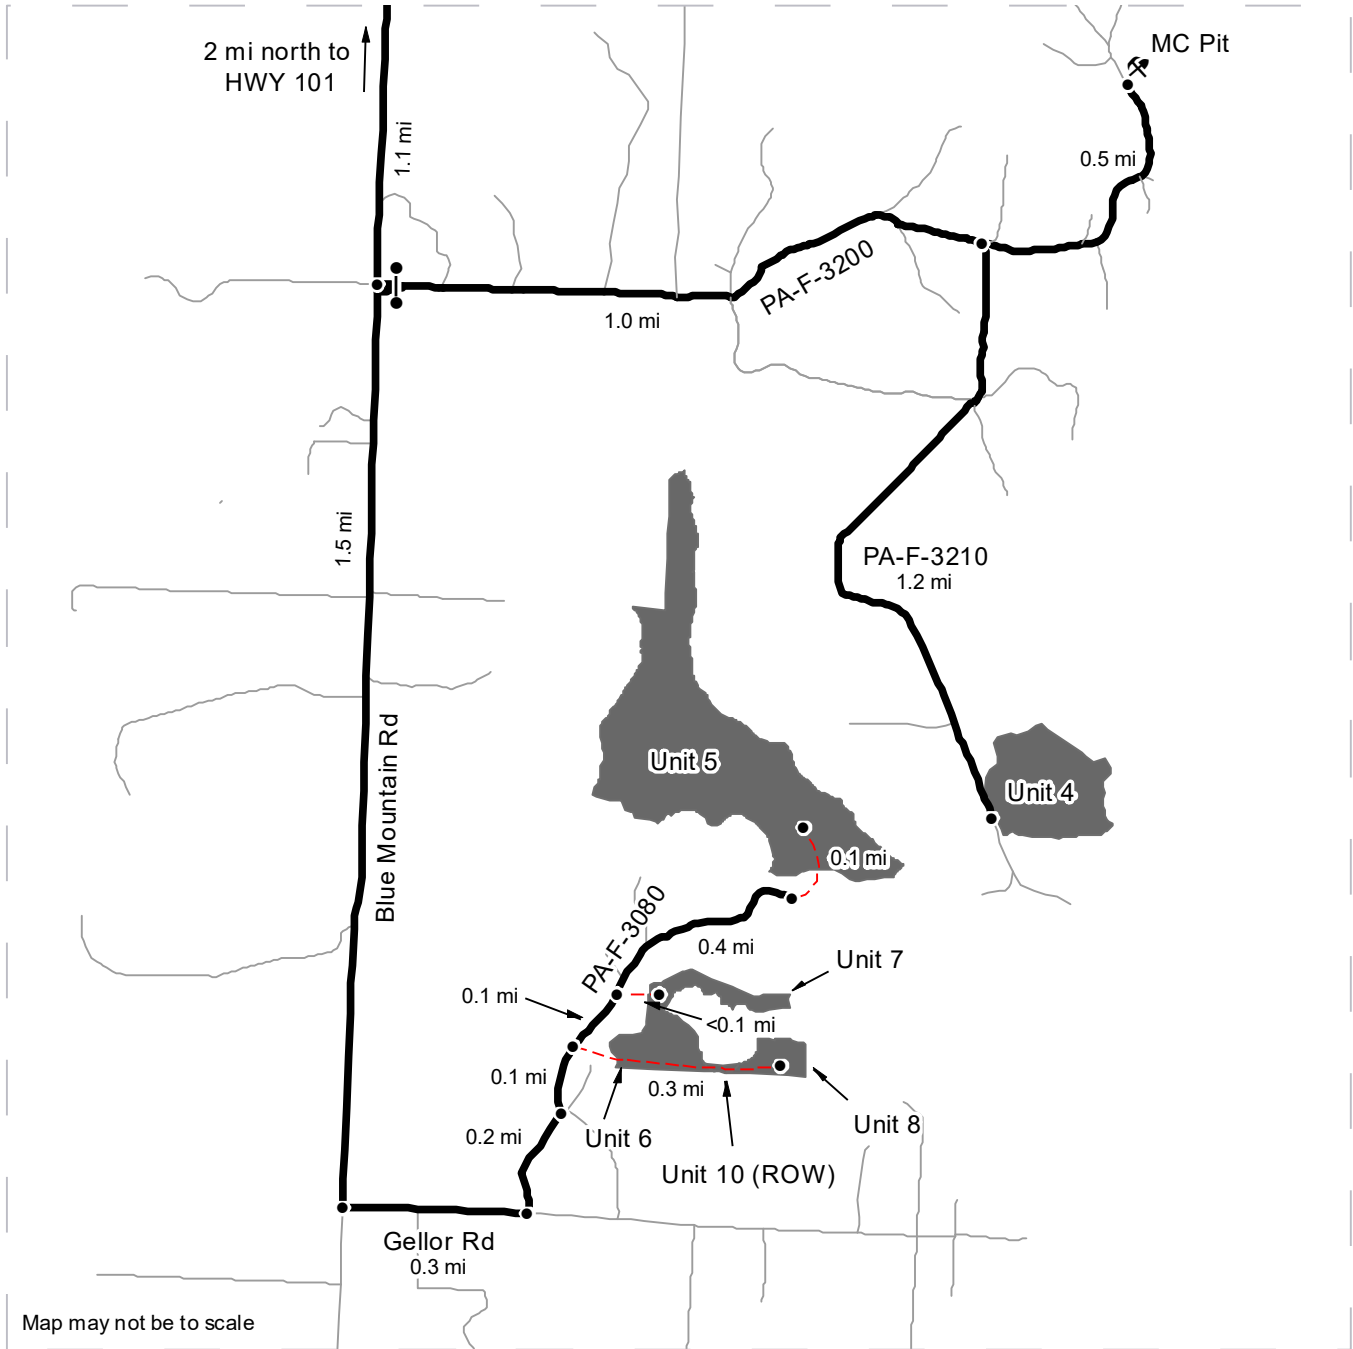 MC Pit
2 mi north to
HWY 101
1.1 mi
0.5 mi
PA-F-3200
1.0 mi
1.5 mi
PA-F-3210
1.2 mi
Unit 5
Unit 4
Blue Mountain Rd
0.1 mi
PA-F-3080
0.4 mi
Unit 7
0.1 mi
<0.1 mi
0.1 mi
0.3 mi
Unit 8
0.2 mi
Unit 6
Unit 10 (ROW)
Gellor Rd
0.3 mi
Map may not be to scale